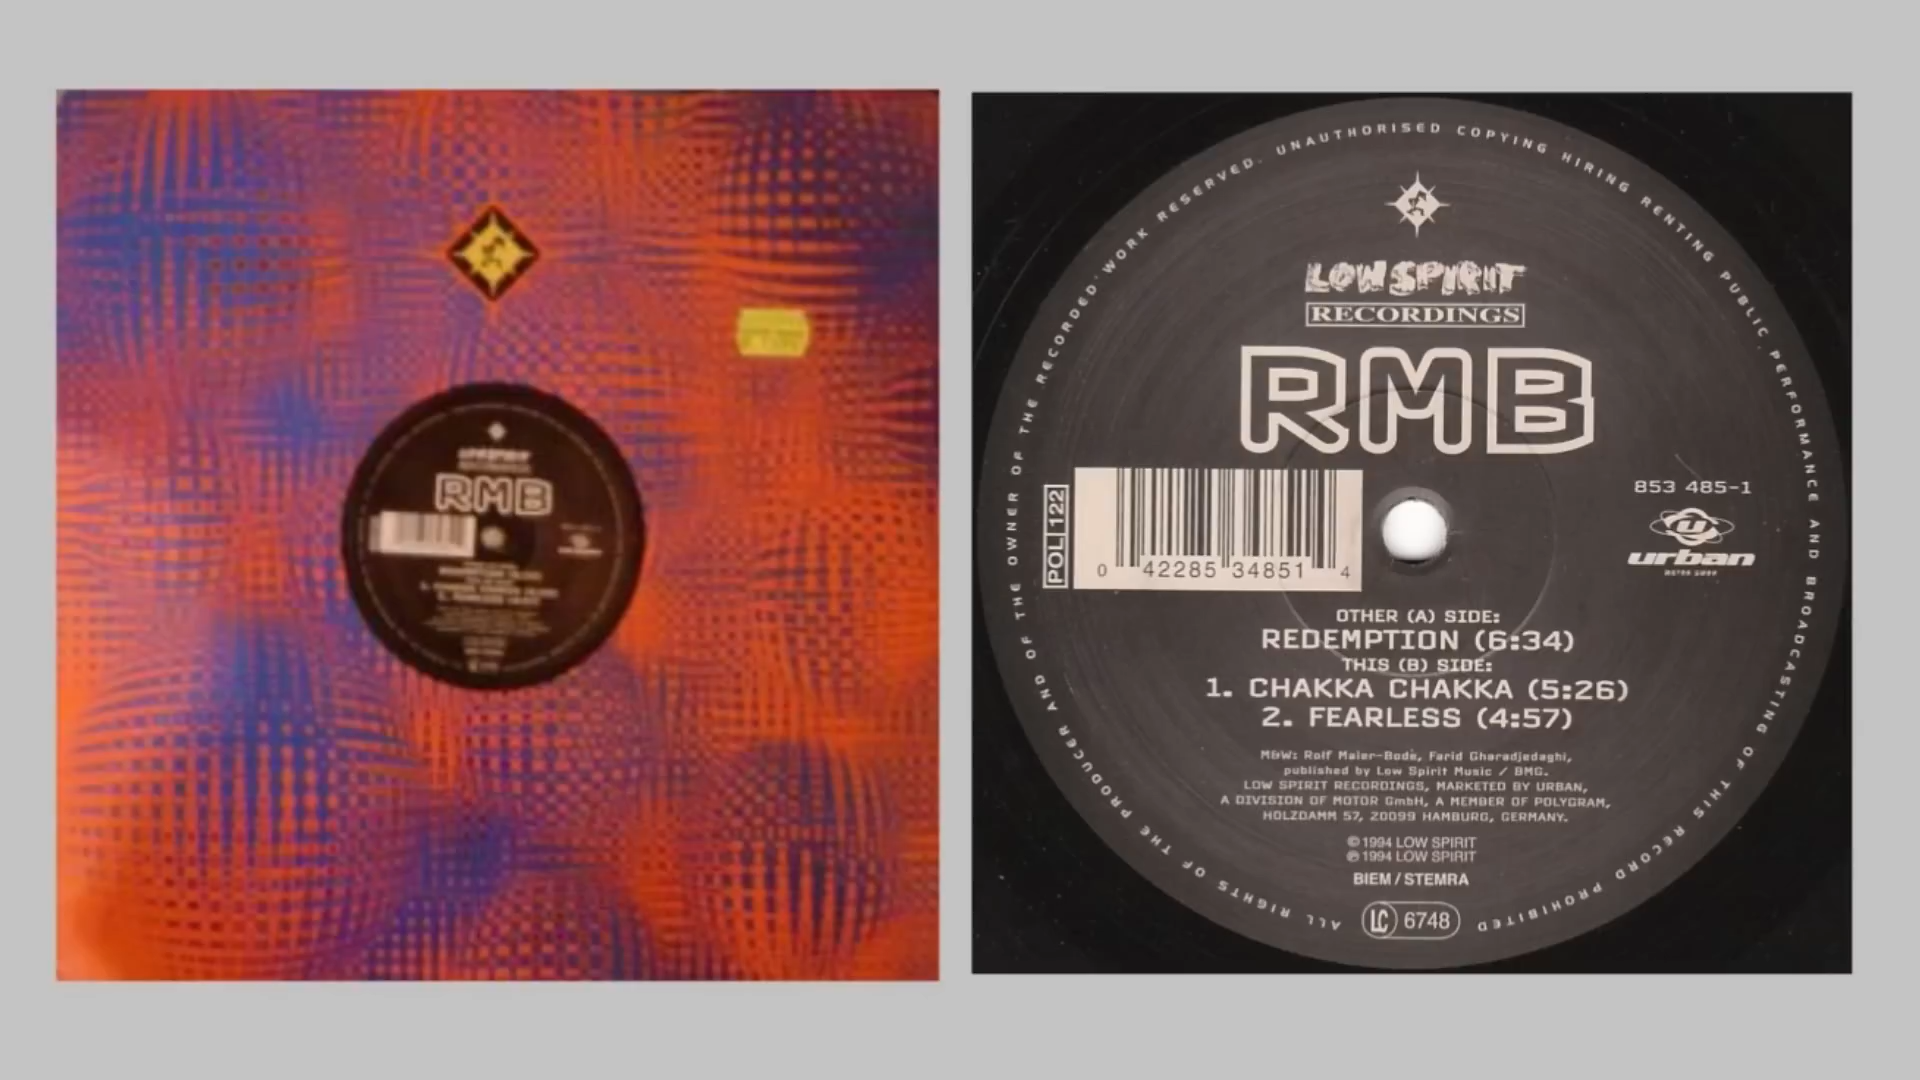 RMB
ALL RIGHTS OF THE PRODUCER AND OF THE OWNER OF THE RECORDED WORK RESERVED. UNAUTHORISED COPYING HIRING RENTING PUBLIC PERFORMANCE AND BROADCASTING OF THIS RECORD PROHIBITED
LOW SPIRIT
RECORDINGS
RMB
POL 122
0 42285 34851 4
853 485-1
urban
OTHER (A) SIDE:
REDEMPTION (6:34)
THIS (B) SIDE:
1. CHAKKA CHAKKA (5:26)
2. FEARLESS (4:57)
M&W: Rolf Maier-Bode, Farid Gharadjedaghi,
published by Low Spirit Music / BMG.
LOW SPIRIT RECORDINGS, MARKETED BY URBAN,
A DIVISION OF MOTOR GmbH, A MEMBER OF POLYGRAM,
HOLZDAMM 57, 20099 HAMBURG, GERMANY.
© 1994 LOW SPIRIT
℗ 1994 LOW SPIRIT
BIEM / STEMRA
LC 6748